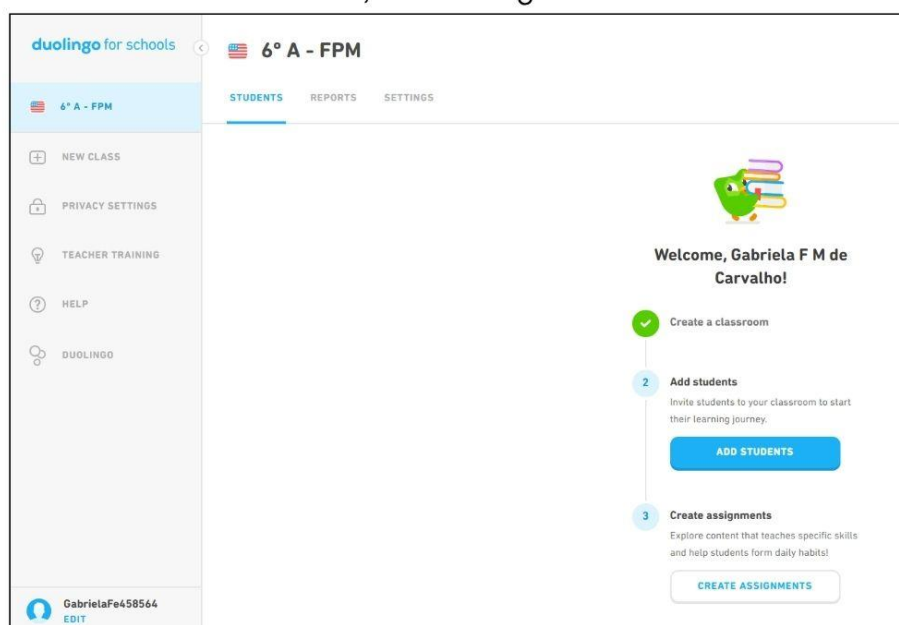 duolingo for schools
6° A - FPM
NEW CLASS
PRIVACY SETTINGS
TEACHER TRAINING
HELP
DUOLINGO
GabrielaFe458564
EDIT
6° A - FPM
STUDENTS REPORTS SETTINGS
Welcome, Gabriela F M de
Carvalho!
Create a classroom
2 Add students
Invite students to your classroom to start
their learning journey.
ADD STUDENTS
3 Create assignments
Explore content that teaches specific skills
and help students form daily habits!
CREATE ASSIGNMENTS